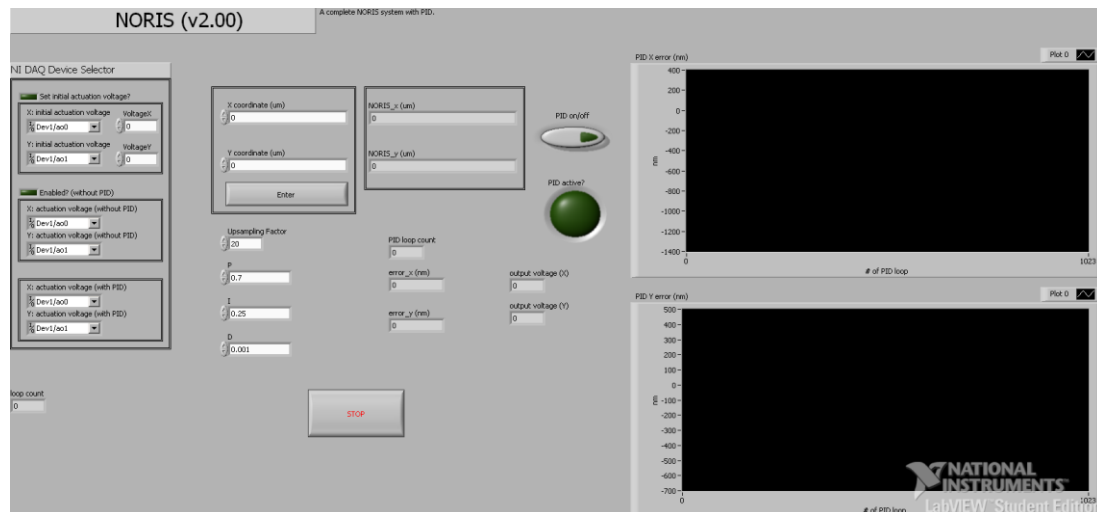 NORIS (v2.00)
A complete NORIS system with PID.
NI DAQ Device Selector
Set initial actuation voltage?
X: initial actuation voltage VoltageX
Dev1/ao0 0
Y: initial actuation voltage VoltageY
Dev1/ao1 0
Enabled? (without PID)
X: actuation voltage (without PID)
Dev1/ao0
Y: actuation voltage (without PID)
Dev1/ao1
X: actuation voltage (with PID)
Dev1/ao0
Y: actuation voltage (with PID)
Dev1/ao1
loop count
0
X coordinate (um)
0
Y coordinate (um)
0
Enter
NORIS_x (um)
0
NORIS_y (um)
0
PID on/off
PID active?
Upsampling Factor
20
P
0.7
I
0.25
D
0.001
PID loop count
0
error_x (nm)
0
error_y (nm)
0
output voltage (X)
0
output voltage (Y)
0
STOP
PID X error (nm)
Plot 0
400
200
0
-200
-400
-600
-800
-1000
-1200
-1400
nm
0 1023
# of PID loop
PID Y error (nm)
Plot 0
500
400
300
200
100
0
-100
-200
-300
-400
-500
-600
-700
nm
0 1023
# of PID loop
NATIONAL
INSTRUMENTS
LabVIEW Student Edition